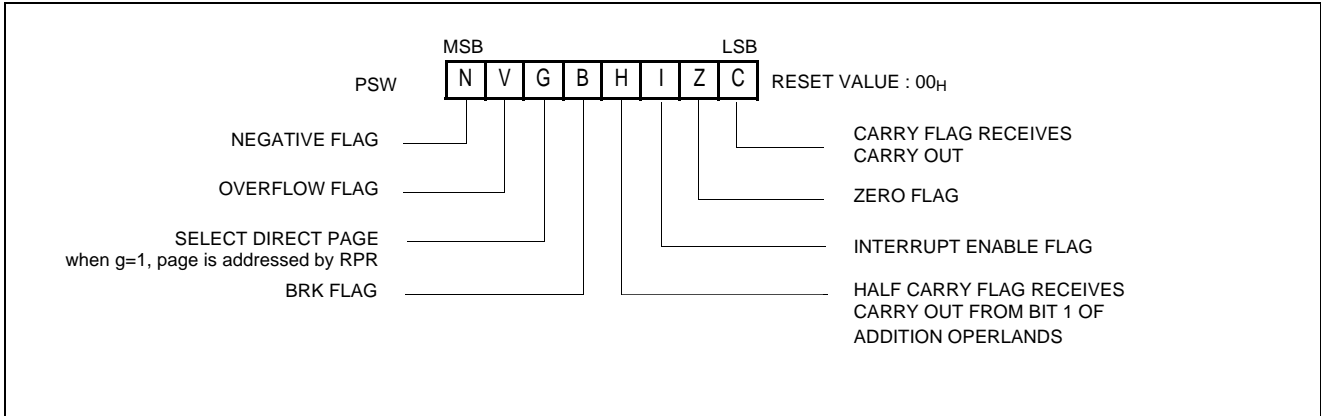 MSB LSB
PSW N V G B H I Z C RESET VALUE : 00H
NEGATIVE FLAG
OVERFLOW FLAG
SELECT DIRECT PAGE
when g=1, page is addressed by RPR
BRK FLAG
CARRY FLAG RECEIVES
CARRY OUT
ZERO FLAG
INTERRUPT ENABLE FLAG
HALF CARRY FLAG RECEIVES
CARRY OUT FROM BIT 1 OF
ADDITION OPERLANDS